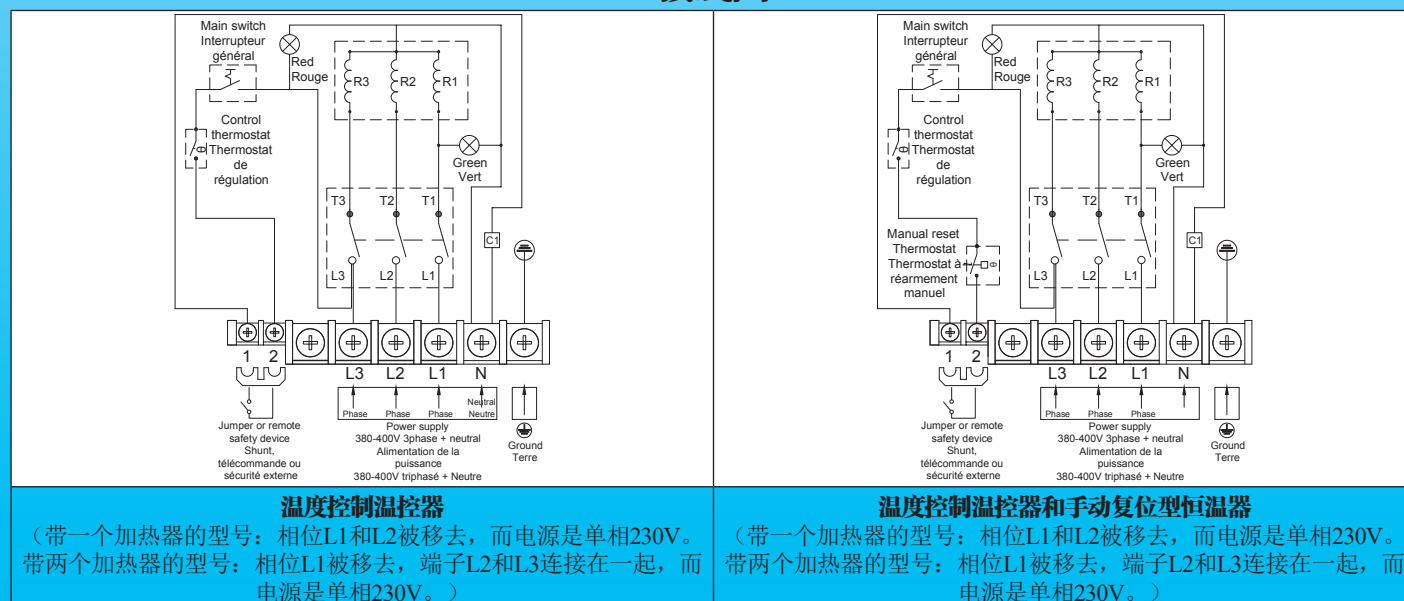 Main switch
Interrupteur
général
Red
Rouge
R3
R2
R1
Control
thermostat
Thermostat
de
régulation
θ
Green
Vert
T3
T2
T1
C1
L3
L2
L1
1
2
L3
L2
L1
N
Phase
Phase
Phase
Neutral
Neutre
Jumper or remote
safety device
Shunt,
télécommande ou
sécurité externe
Power supply
380-400V 3phase + neutral
Alimentation de la
puissance
380-400V triphasé + Neutre
Ground
Terre
温度控制温控器
（带一个加热器的型号：相位L1和L2被移去，而电源是单相230V。
带两个加热器的型号：相位L1被移去，端子L2和L3连接在一起，而
电源是单相230V。）
Main switch
Interrupteur
général
Red
Rouge
R3
R2
R1
Control
thermostat
Thermostat
de
régulation
θ
Green
Vert
T3
T2
T1
Manual reset
Thermostat
Thermostat à
réarmement
manuel
θ
C1
L3
L2
L1
1
2
L3
L2
L1
N
Phase
Phase
Phase
Jumper or remote
safety device
Shunt,
télécommande ou
sécurité externe
Power supply
380-400V 3phase + neutral
Alimentation de la
puissance
380-400V triphasé + Neutre
Ground
Terre
温度控制温控器和手动复位型恒温器
（带一个加热器的型号：相位L1和L2被移去，而电源是单相230V。
带两个加热器的型号：相位L1被移去，端子L2和L3连接在一起，而
电源是单相230V。）